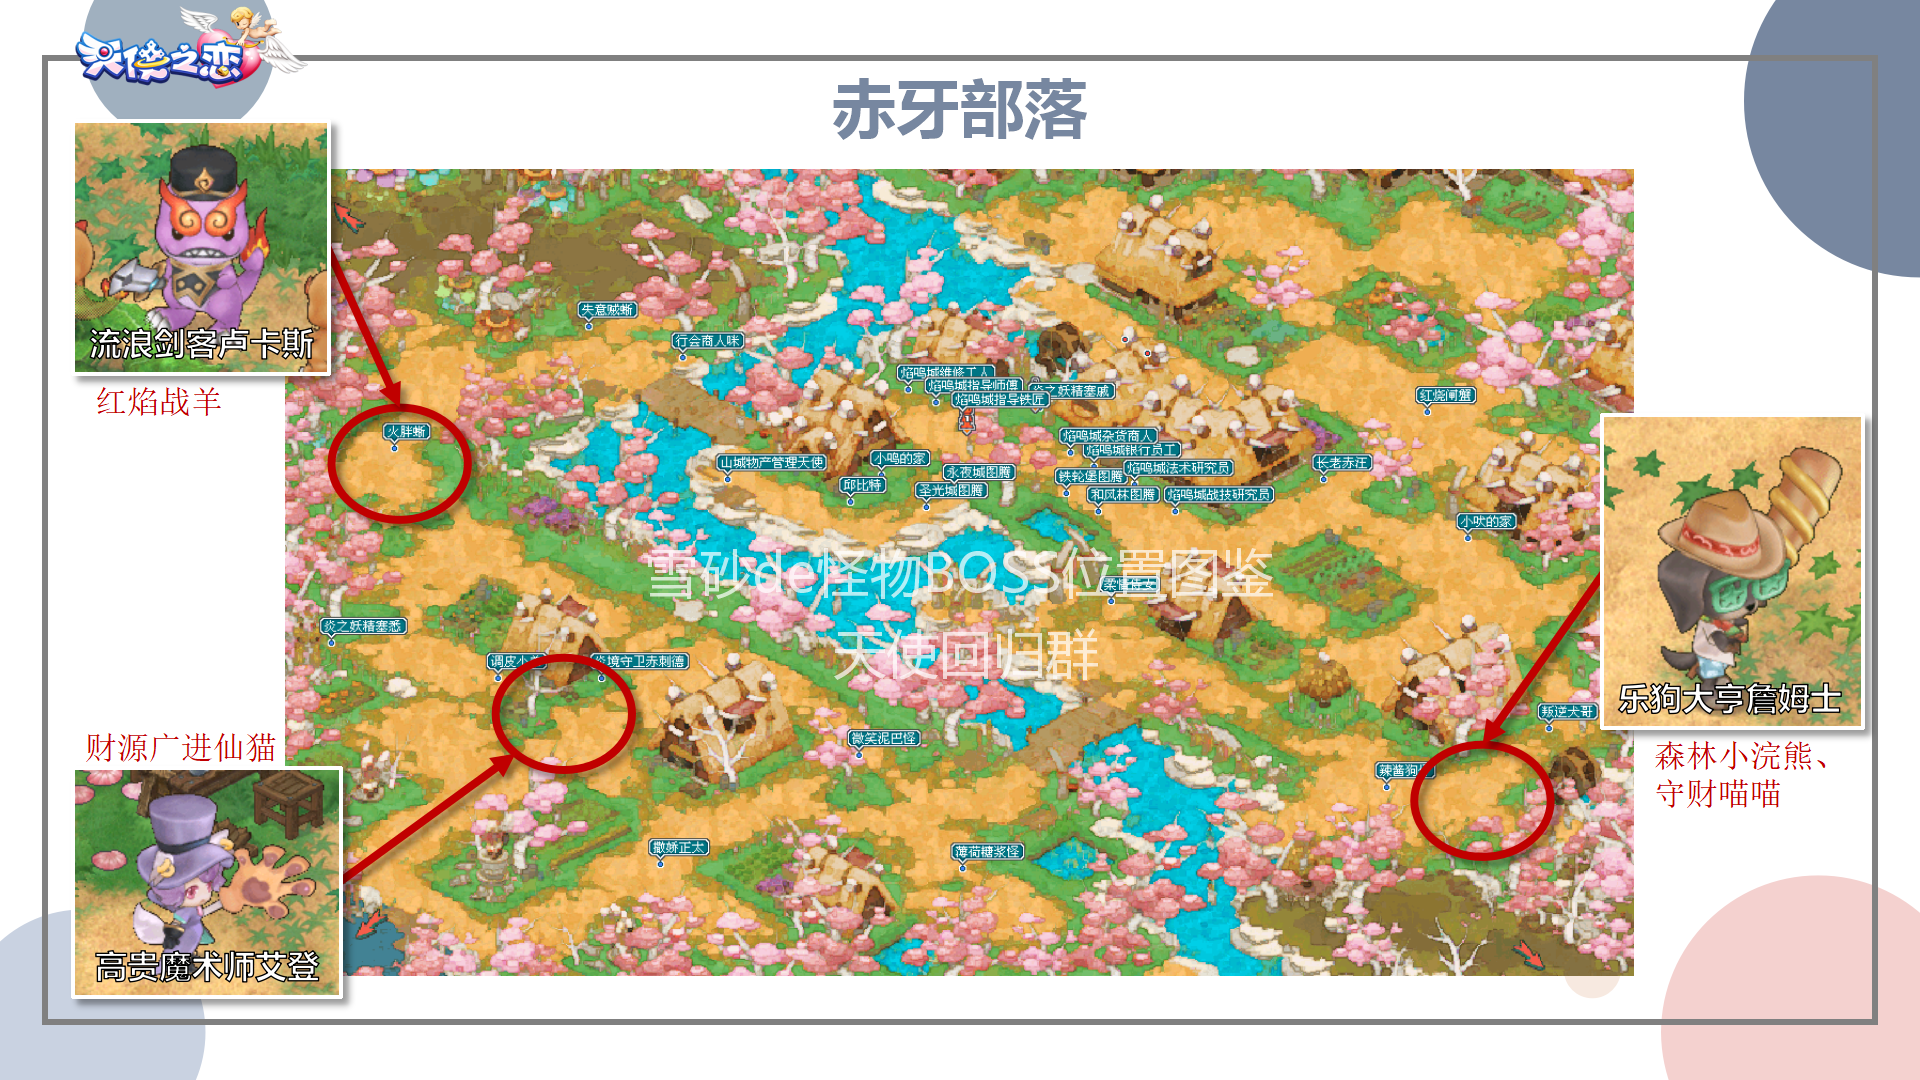 天使之恋
赤牙部落
流浪剑客卢卡斯
红焰战羊
失意贼蜥
行会商人咪
焰鸣城维修工人
焰鸣城指导师傅
炎之妖精塞戚
焰鸣城指导铁匠
红烧闸蟹
火胖蜥
焰鸣城杂货商人
焰鸣城银行员工
山城物产管理天使
小鸣的家
永夜城图腾
焰鸣城法术研究员
长老赤汪
铁轮堡图腾
邱比特
圣光城图腾
和风林图腾
焰鸣城战技研究员
小吠的家
雪砂de怪物BOSS位置图鉴
天使回归群
炎之妖精塞悉
调皮小
境守卫赤刺德
乐狗大亨詹姆士
叛逆犬哥
微笑泥巴怪
财源广进仙猫
森林小浣熊、
守财喵喵
辣酱狗
撒娇正太
薄荷糖浆怪
高贵魔术师艾登